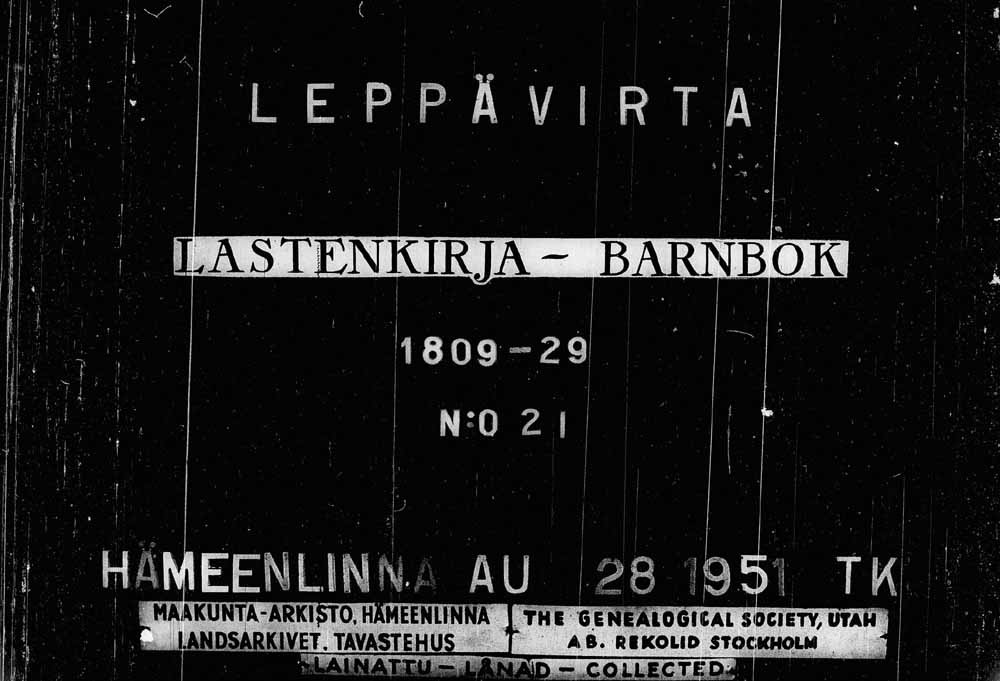 LEPPÄVIRTA
LASTENKIRJA - BARNBOK
1809-29
N:O 21
HÄMEENLINNA AU 28 1951 TK
MAAKUNTA-ARKISTO, HÄMEENLINNA
LANDSARKIVET, TAVASTEHUS
THE GENEALOGICAL SOCIETY, UTAH
A.B. REKOLID STOCKHOLM
LAINATTU - LÅNAD - COLLECTED